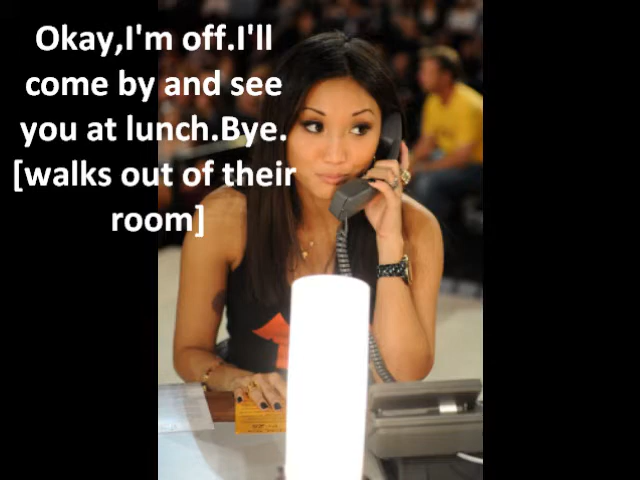 Okay,I'm off.I'll
come by and see
you at lunch.Bye.
[walks out of their
room]